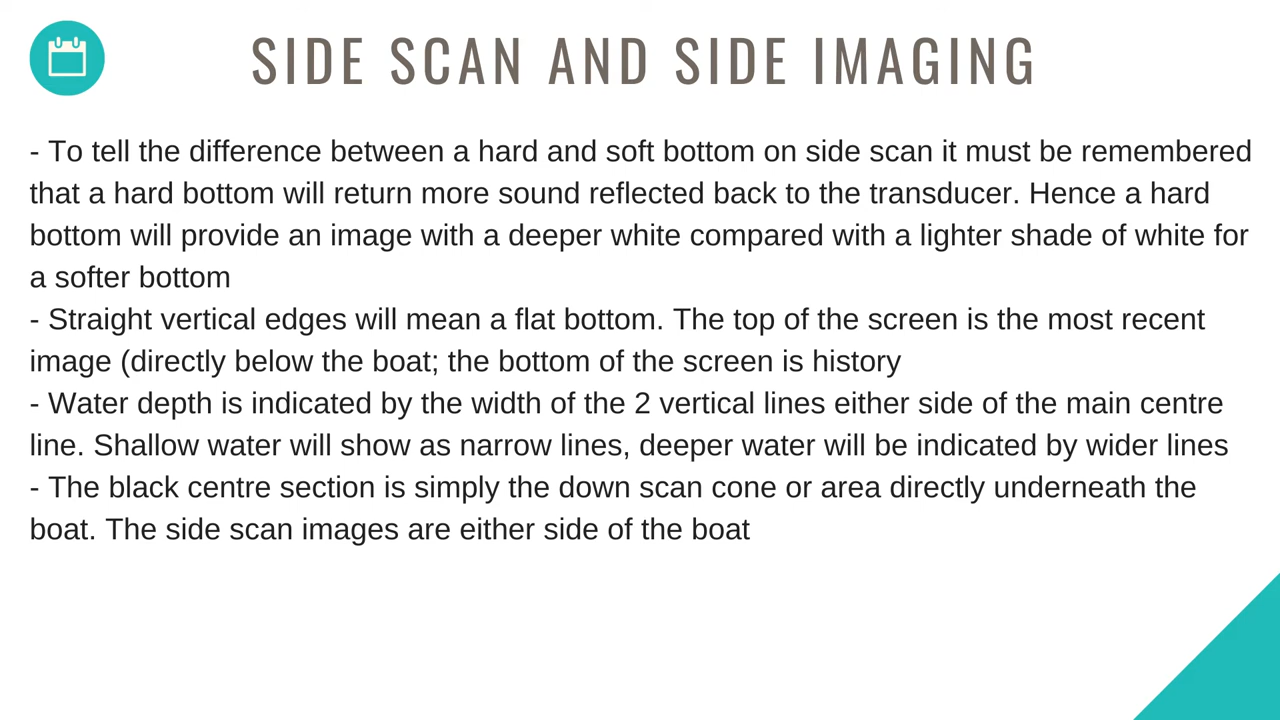 SIDE SCAN AND SIDE IMAGING
- To tell the difference between a hard and soft bottom on side scan it must be remembered
that a hard bottom will return more sound reflected back to the transducer. Hence a hard
bottom will provide an image with a deeper white compared with a lighter shade of white for
a softer bottom
- Straight vertical edges will mean a flat bottom. The top of the screen is the most recent
image (directly below the boat; the bottom of the screen is history
- Water depth is indicated by the width of the 2 vertical lines either side of the main centre
line. Shallow water will show as narrow lines, deeper water will be indicated by wider lines
- The black centre section is simply the down scan cone or area directly underneath the
boat. The side scan images are either side of the boat